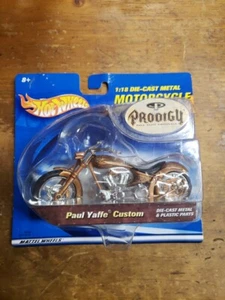 8+
1:18 DIE-CAST METAL
MOTORCYCLE
Hot Wheels
PRODIGY
Paul Yaffe Custom
DIE-CAST METAL
& PLASTIC PARTS
MATTEL WHEELS